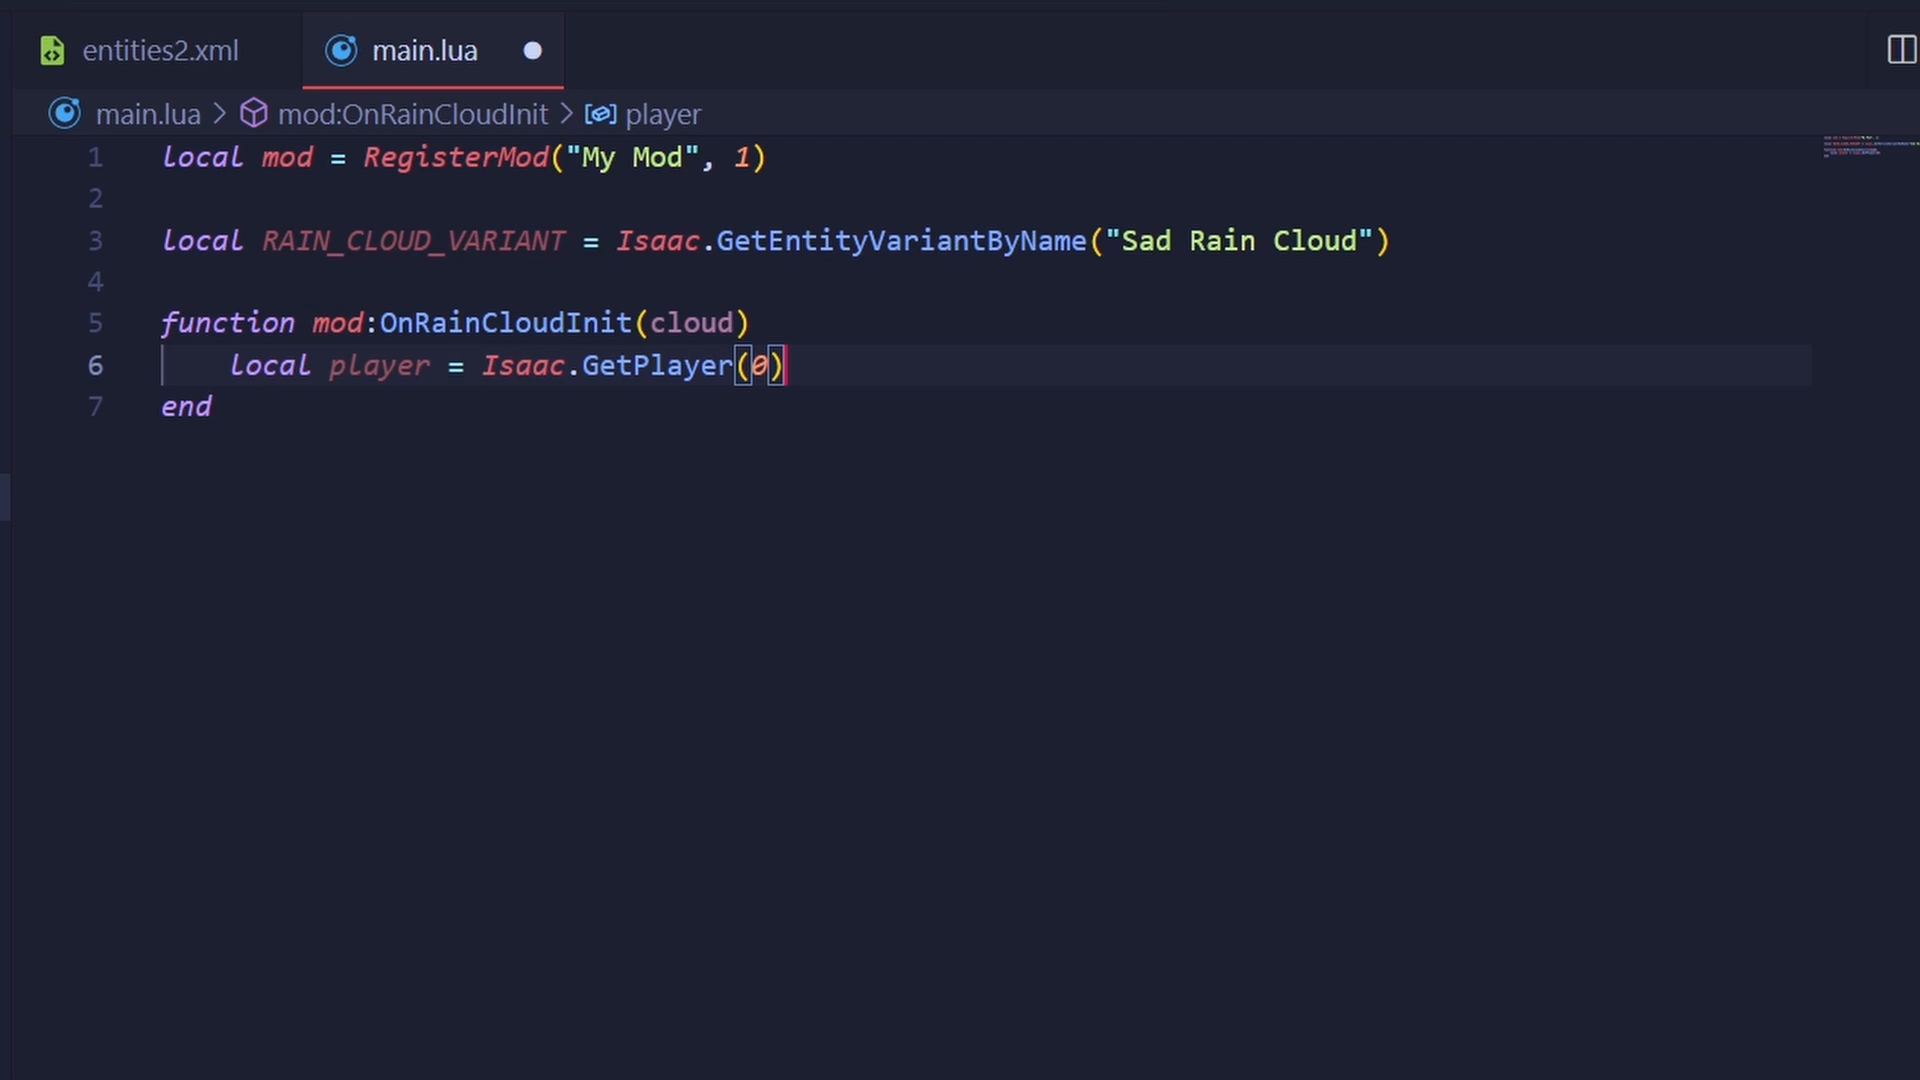 entities2.xml main.lua
main.lua > mod:OnRainCloudInit > player
1 local mod = RegisterMod("My Mod", 1)
2
3 local RAIN_CLOUD_VARIANT = Isaac.GetEntityVariantByName("Sad Rain Cloud")
4
5 function mod:OnRainCloudInit(cloud)
6     local player = Isaac.GetPlayer(0)
7 end